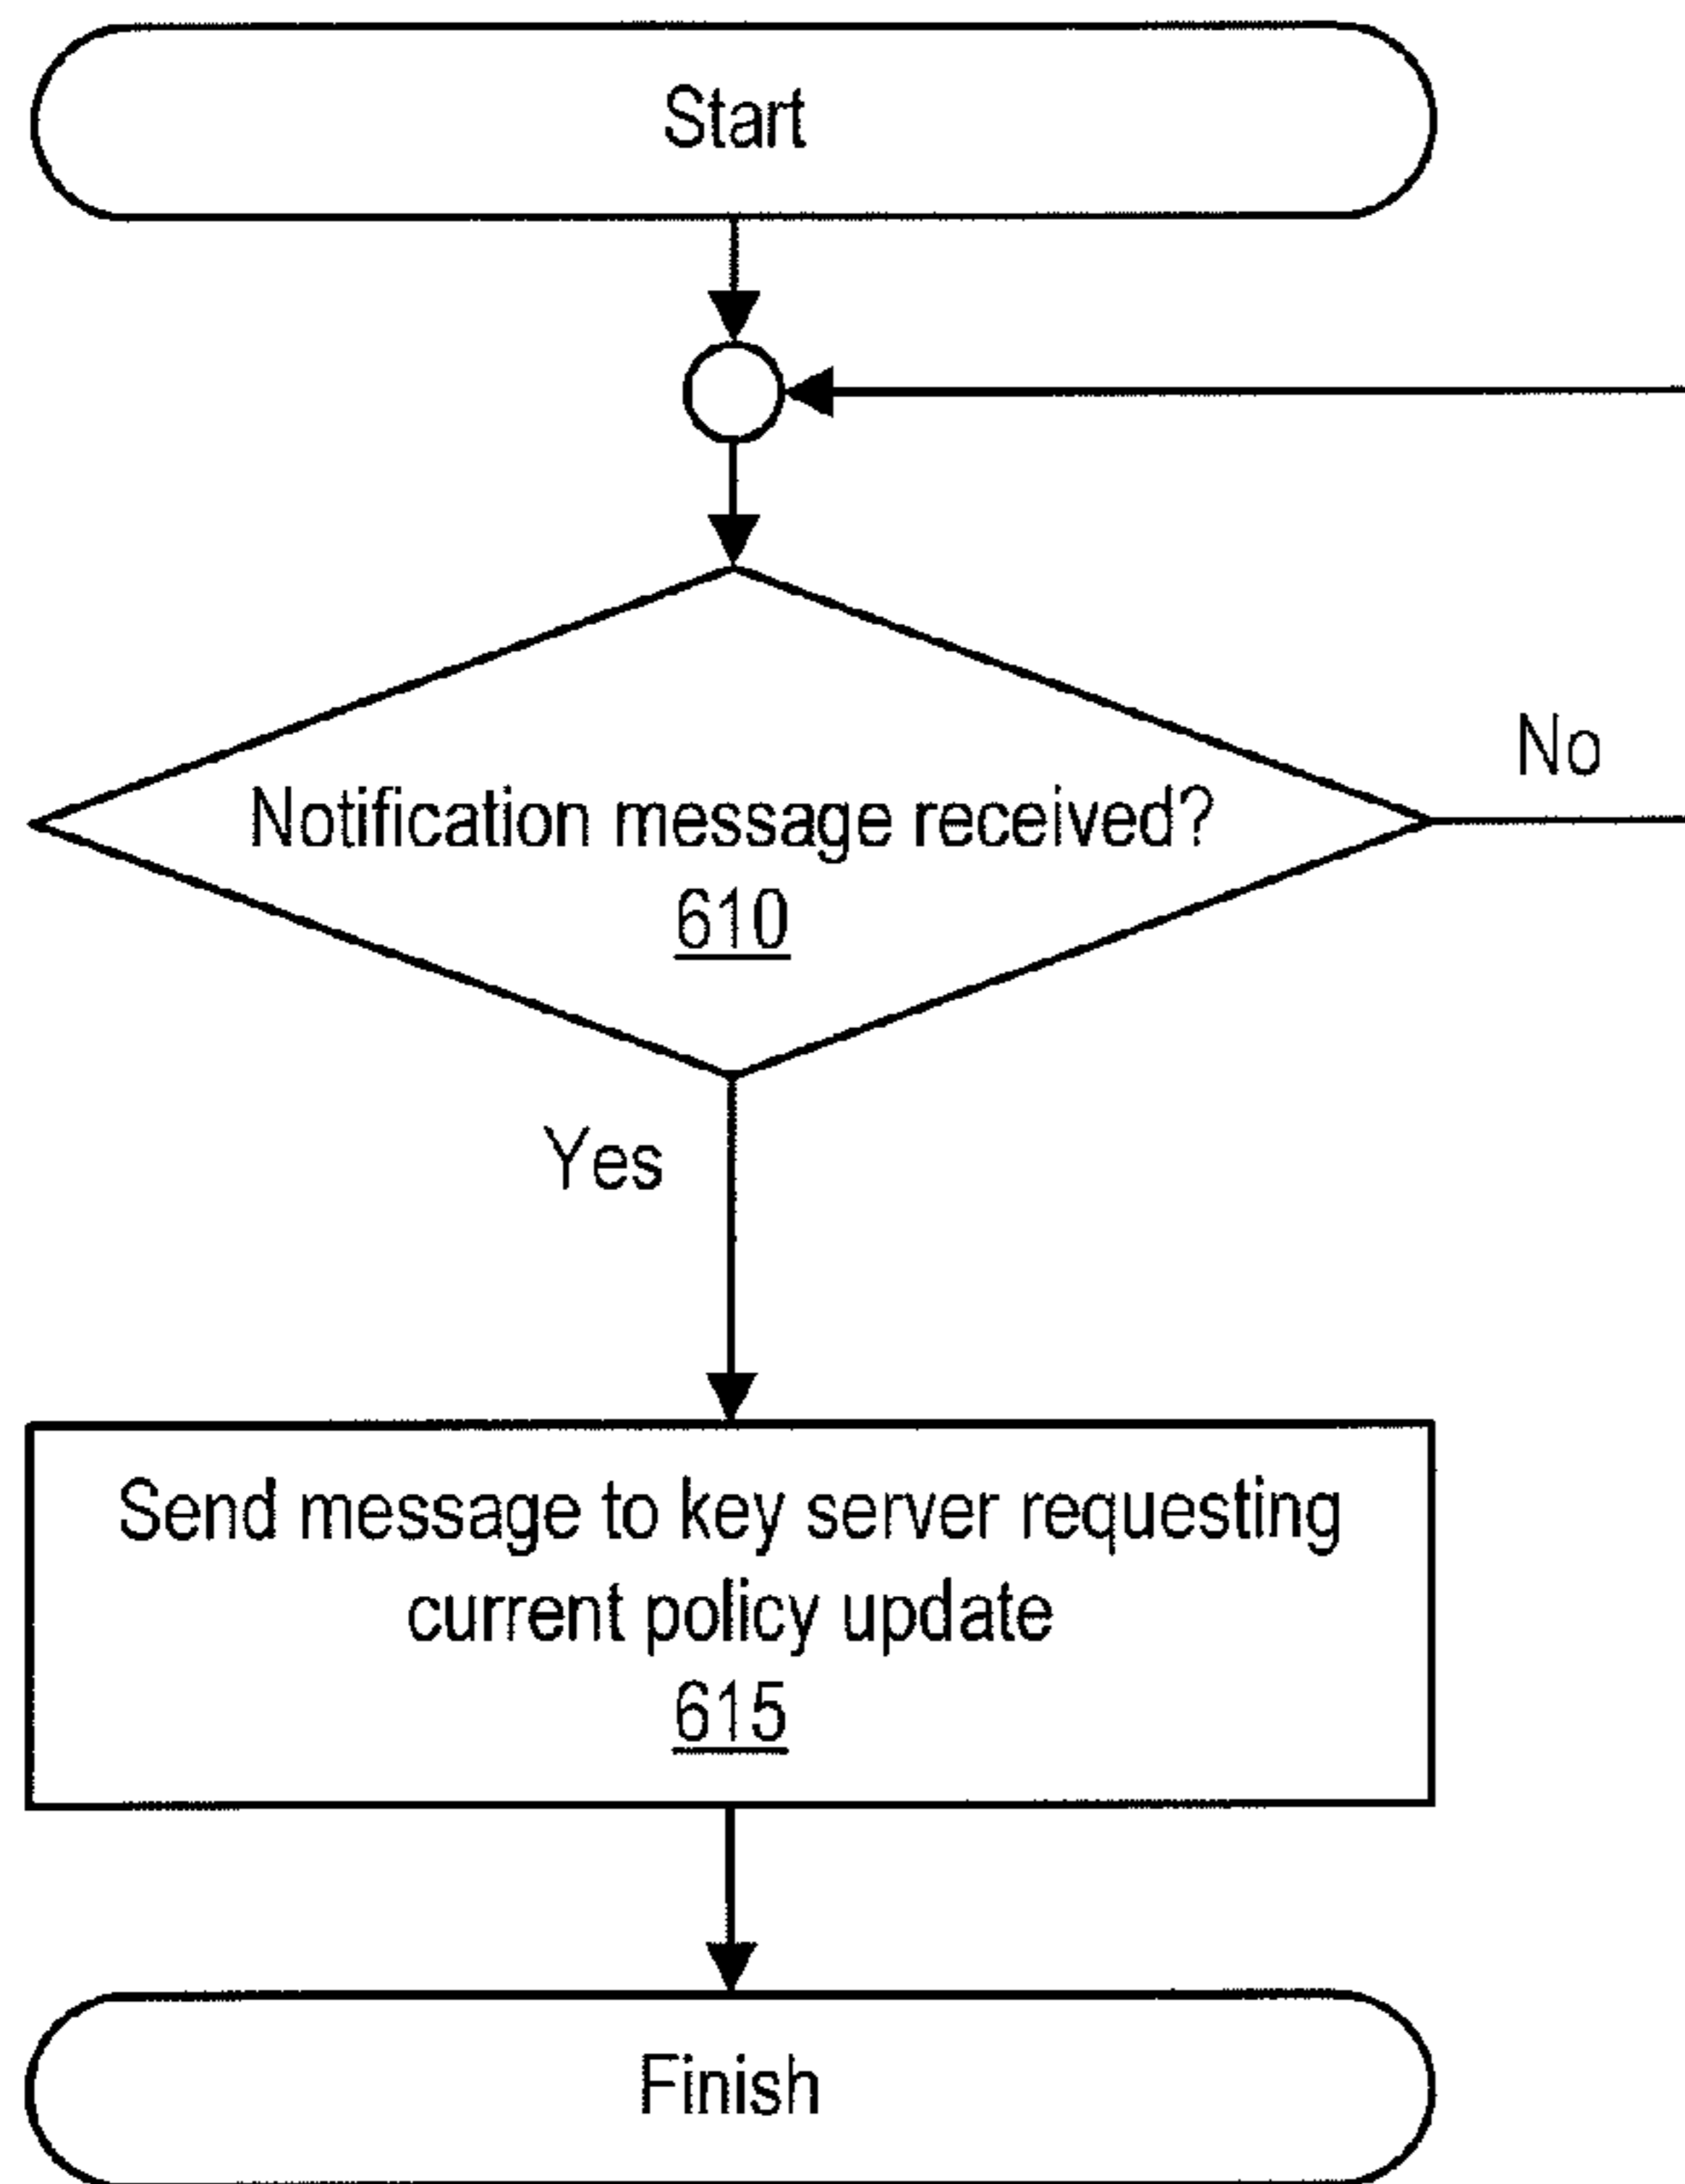 Start
Notification message received?
610
No
Yes
Send message to key server requesting
current policy update
615
Finish